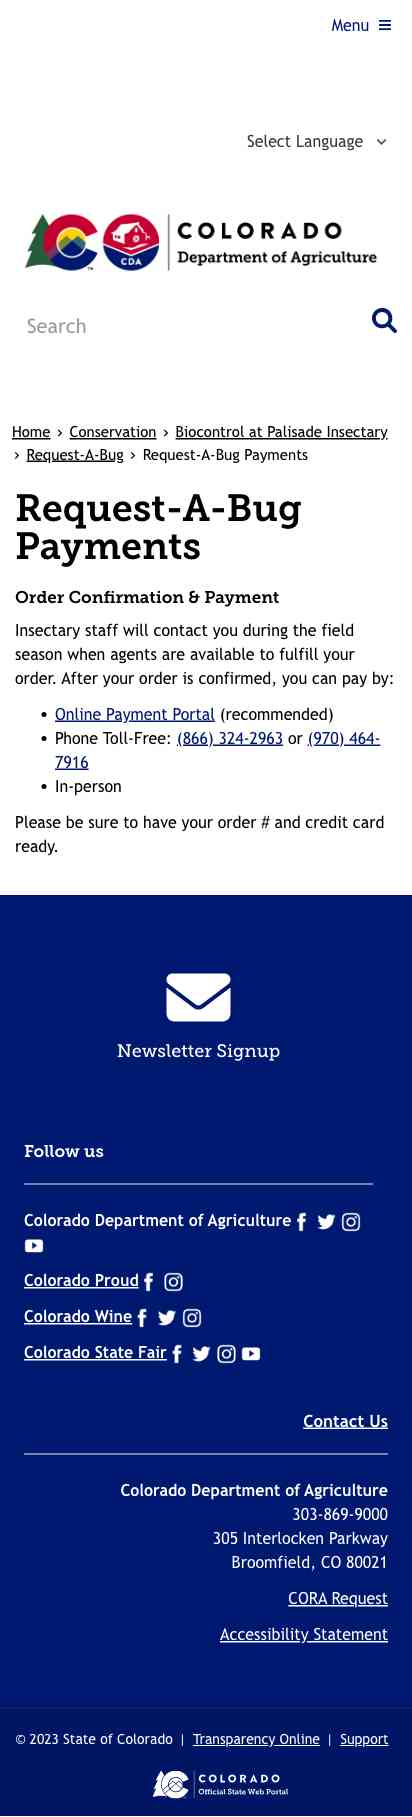 Menu
Select Language
COLORADO
Department of Agriculture
CDA
TM
Search
Home › Conservation › Biocontrol at Palisade Insectary
› Request-A-Bug › Request-A-Bug Payments
Request-A-Bug
Payments
Order Confirmation & Payment
Insectary staff will contact you during the field
season when agents are available to fulfill your
order. After your order is confirmed, you can pay by:
• Online Payment Portal (recommended)
• Phone Toll-Free: (866) 324-2963 or (970) 464-
7916
• In-person
Please be sure to have your order # and credit card
ready.
Newsletter Signup
Follow us
Colorado Department of Agriculture
Colorado Proud
Colorado Wine
Colorado State Fair
Contact Us
Colorado Department of Agriculture
303-869-9000
305 Interlocken Parkway
Broomfield, CO 80021
CORA Request
Accessibility Statement
© 2023 State of Colorado | Transparency Online | Support
COLORADO
Official State Web Portal